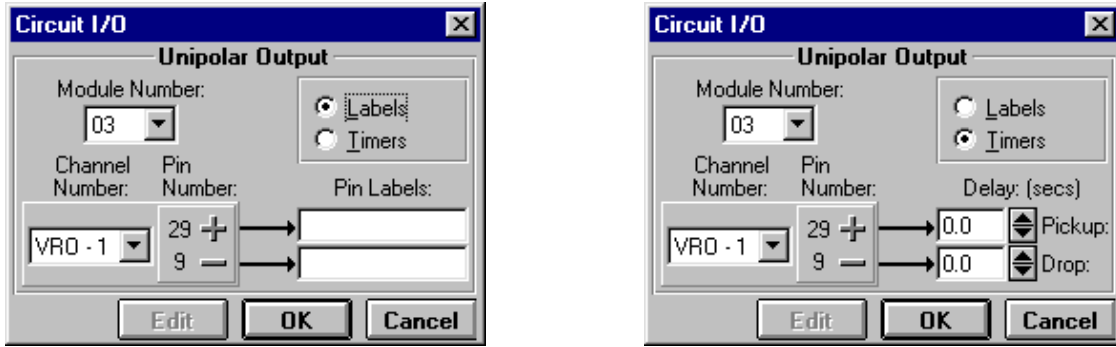 Circuit I/O
Unipolar Output
Module Number:
03
Labels
Timers
Channel Number:
Pin Number:
Pin Labels:
VRO - 1
29
9
Edit
OK
Cancel
Circuit I/O
Unipolar Output
Module Number:
03
Labels
Timers
Channel Number:
Pin Number:
Delay: (secs)
VRO - 1
29
9
0.0
Pickup:
0.0
Drop:
Edit
OK
Cancel